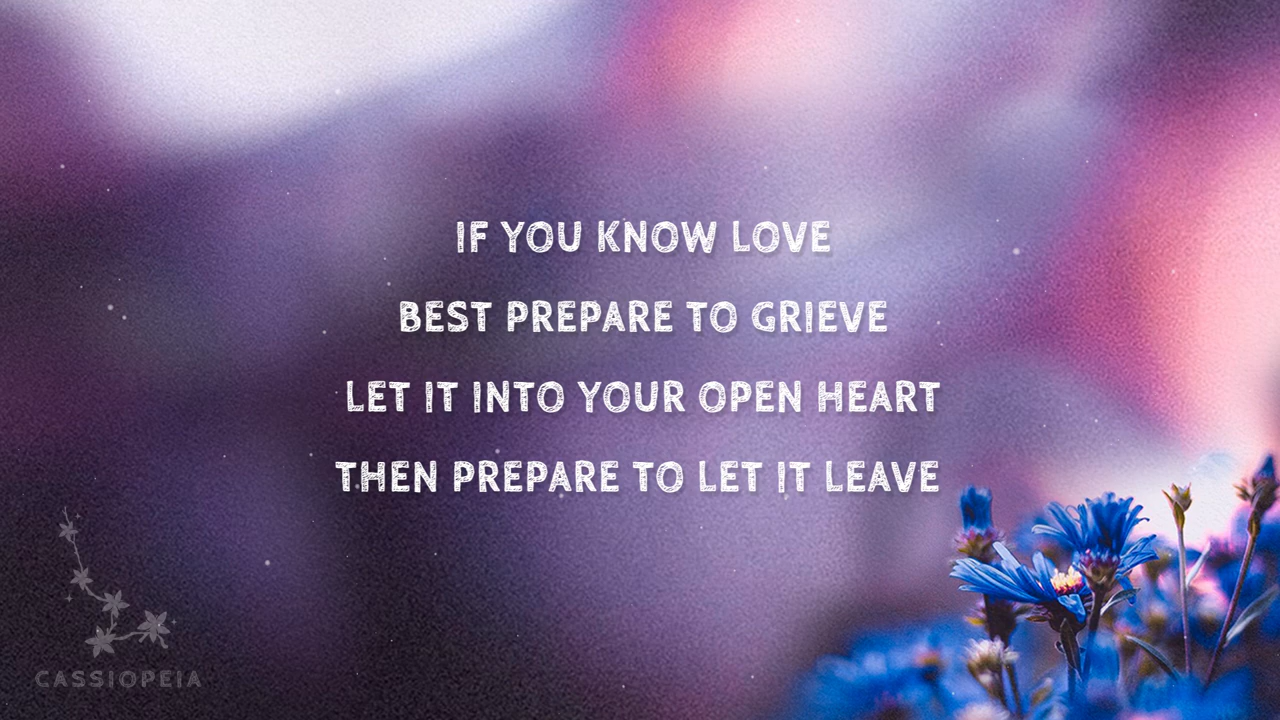 IF YOU KNOW LOVE
BEST PREPARE TO GRIEVE
LET IT INTO YOUR OPEN HEART
THEN PREPARE TO LET IT LEAVE
CASSIOPEIA